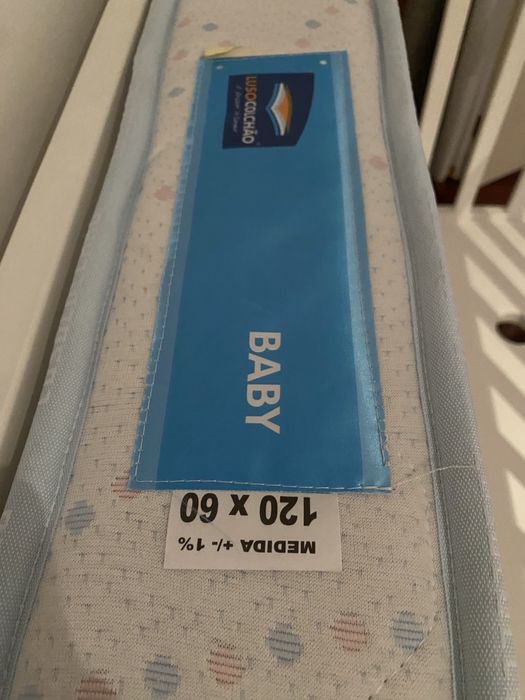 LUSOCOLCHÃO
BABY
MEDIDA +/- 1%
120 x 60